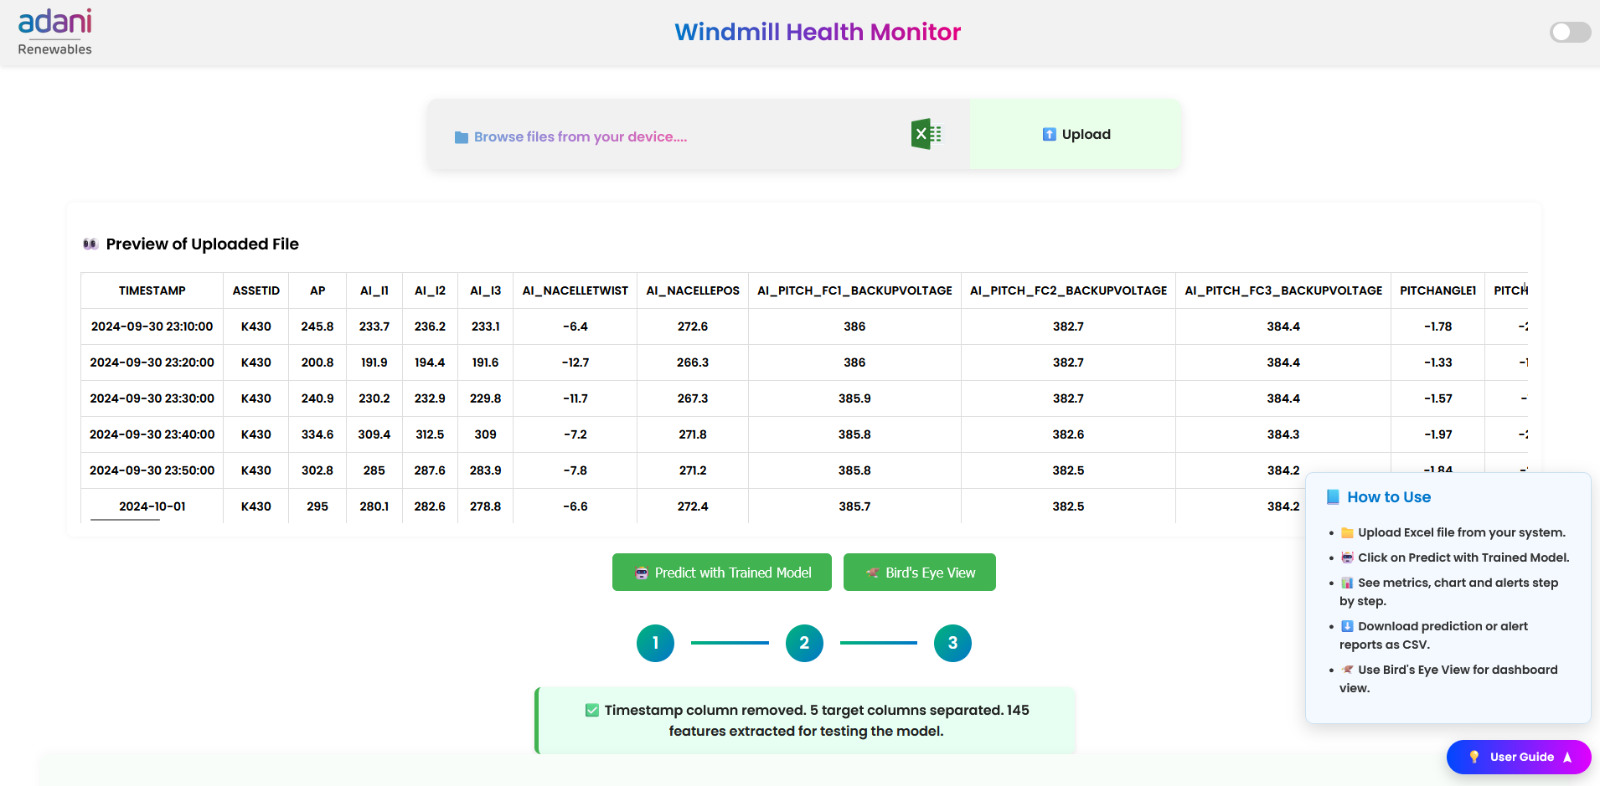 adani
Renewables
Windmill Health Monitor
Browse files from your device....
Upload
Preview of Uploaded File
TIMESTAMP ASSETID AP AI_I1 AI_I2 AI_I3 AI_NACELLETWIST AI_NACELLEPOS AI_PITCH_FC1_BACKUPVOLTAGE AI_PITCH_FC2_BACKUPVOLTAGE AI_PITCH_FC3_BACKUPVOLTAGE PITCHANGLE1
2024-09-30 23:10:00 K430 245.8 233.7 236.2 233.1 -6.4 272.6 386 382.7 384.4 -1.78
2024-09-30 23:20:00 K430 200.8 191.9 194.4 191.6 -12.7 266.3 386 382.7 384.4 -1.33
2024-09-30 23:30:00 K430 240.9 230.2 232.9 229.8 -11.7 267.3 385.9 382.7 384.4 -1.57
2024-09-30 23:40:00 K430 334.6 309.4 312.5 309 -7.2 271.8 385.8 382.6 384.3 -1.97
2024-09-30 23:50:00 K430 302.8 285 287.6 283.9 -7.8 271.2 385.8 382.5 384.2 -1.84
2024-10-01 K430 295 280.1 282.6 278.8 -6.6 272.4 385.7 382.5 384.2
Predict with Trained Model
Bird's Eye View
1 2 3
Timestamp column removed. 5 target columns separated. 145
features extracted for testing the model.
How to Use
• Upload Excel file from your system.
• Click on Predict with Trained Model.
• See metrics, chart and alerts step
by step.
• Download prediction or alert
reports as CSV.
• Use Bird's Eye View for dashboard
view.
User Guide